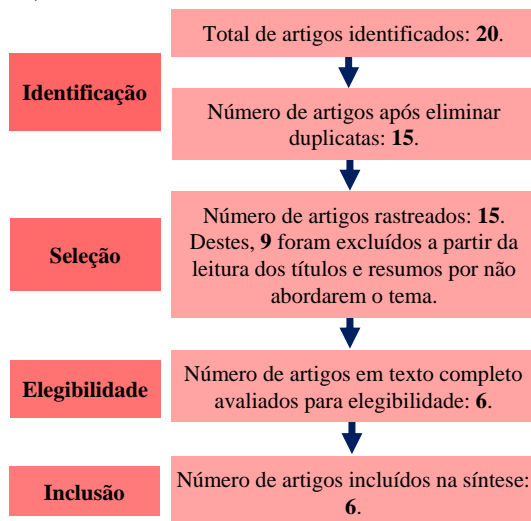 Total de artigos identificados: 20.
Identificação
Número de artigos após eliminar
duplicatas: 15.
Número de artigos rastreados: 15.
Destes, 9 foram excluídos a partir da
leitura dos títulos e resumos por não
abordarem o tema.
Seleção
Número de artigos em texto completo
avaliados para elegibilidade: 6.
Elegibilidade
Número de artigos incluídos na síntese:
6.
Inclusão